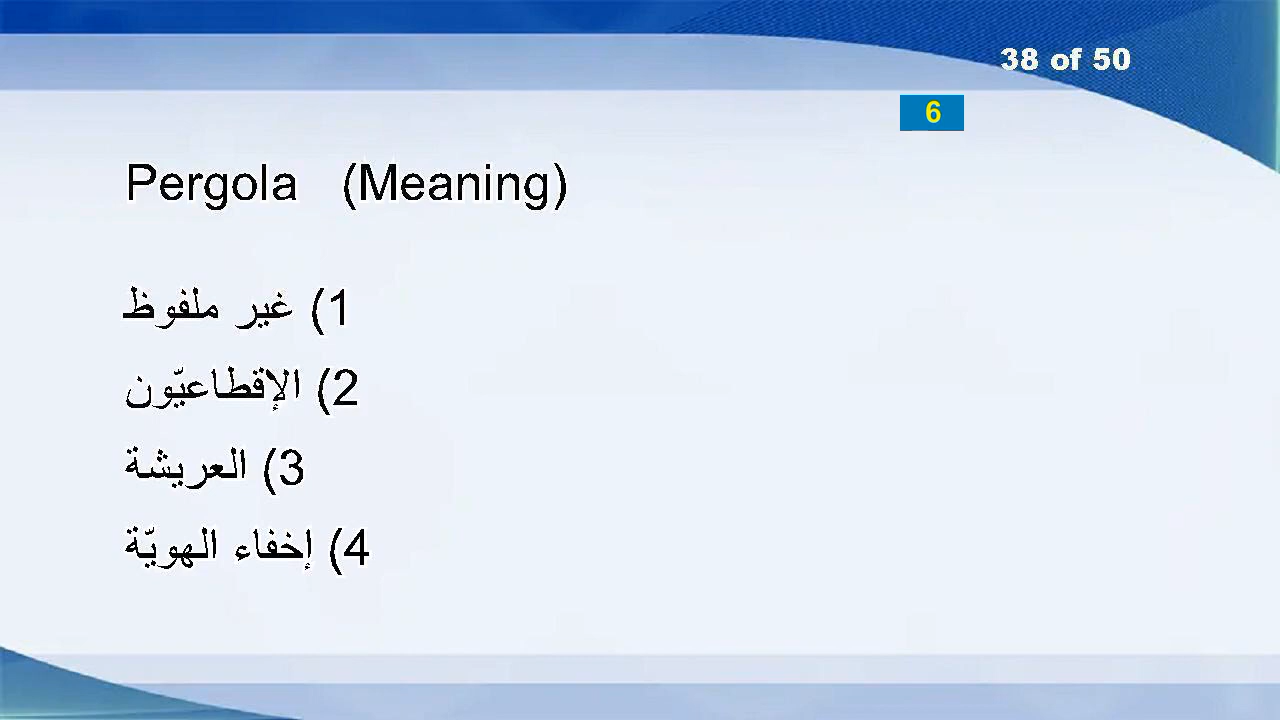 38 of 50
6
Pergola (Meaning)
1) غير ملفوظ
2) الإقطاعيّون
3) العريشة
4) إخفاء الهويّة